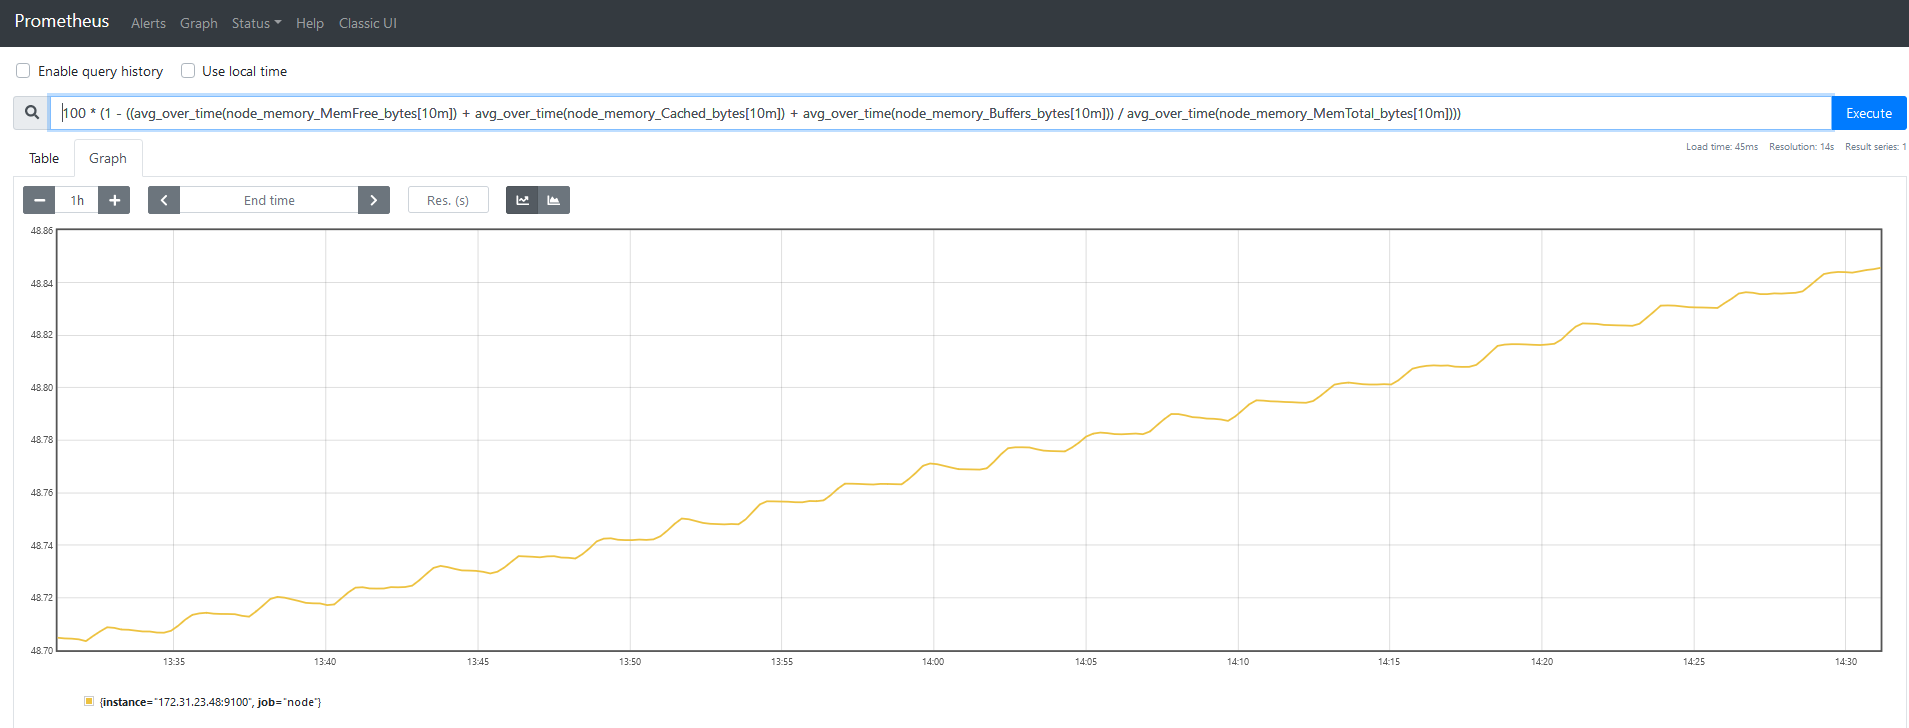 Prometheus Alerts Graph Status Help Classic UI
Enable query history Use local time
100 * (1 - ((avg_over_time(node_memory_MemFree_bytes[10m]) + avg_over_time(node_memory_Cached_bytes[10m]) + avg_over_time(node_memory_Buffers_bytes[10m])) / avg_over_time(node_memory_MemTotal_bytes[10m]))) Execute
Table Graph Load time: 45ms Resolution: 14s Result series: 1
1h End time Res. (s)
48.86
48.84
48.82
48.80
48.78
48.76
48.74
48.72
48.70
13:35 13:40 13:45 13:50 13:55 14:00 14:05 14:10 14:15 14:20 14:25 14:30
{instance="172.31.23.48:9100", job="node"}